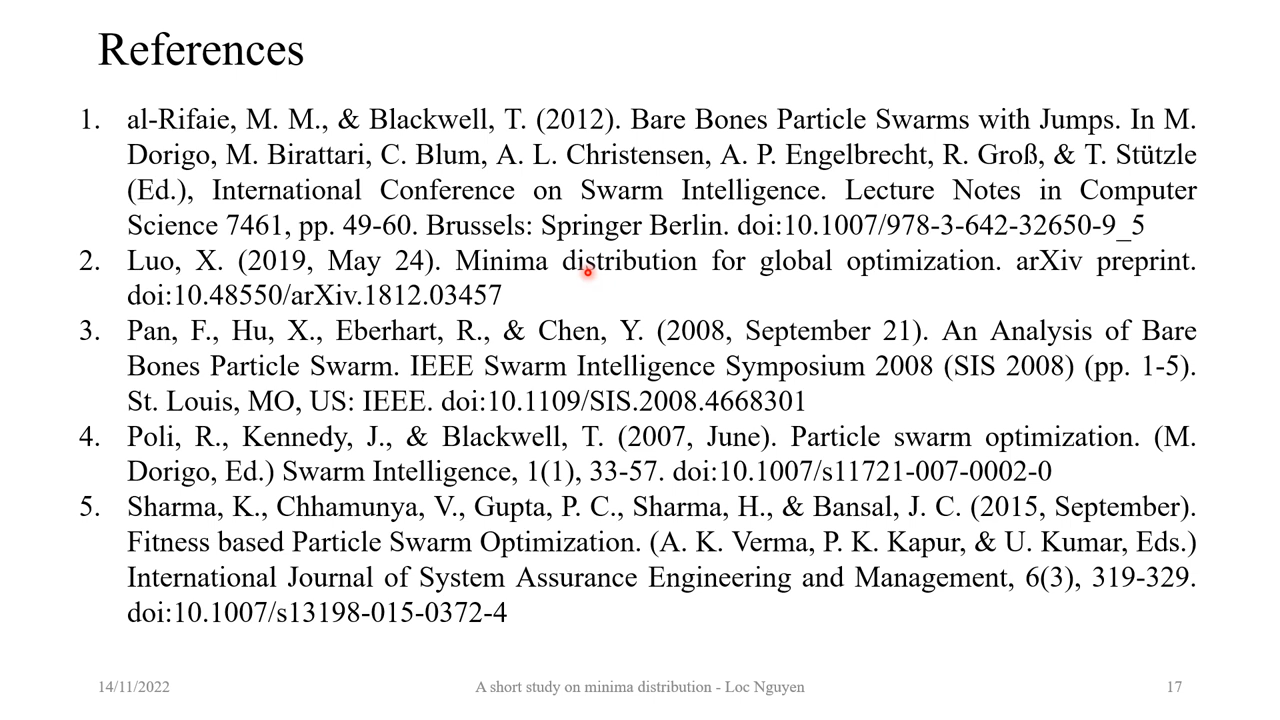 References
1. al-Rifaie, M. M., & Blackwell, T. (2012). Bare Bones Particle Swarms with Jumps. In M.
Dorigo, M. Birattari, C. Blum, A. L. Christensen, A. P. Engelbrecht, R. Groß, & T. Stützle
(Ed.), International Conference on Swarm Intelligence. Lecture Notes in Computer
Science 7461, pp. 49-60. Brussels: Springer Berlin. doi:10.1007/978-3-642-32650-9_5
2. Luo, X. (2019, May 24). Minima distribution for global optimization. arXiv preprint.
doi:10.48550/arXiv.1812.03457
3. Pan, F., Hu, X., Eberhart, R., & Chen, Y. (2008, September 21). An Analysis of Bare
Bones Particle Swarm. IEEE Swarm Intelligence Symposium 2008 (SIS 2008) (pp. 1-5).
St. Louis, MO, US: IEEE. doi:10.1109/SIS.2008.4668301
4. Poli, R., Kennedy, J., & Blackwell, T. (2007, June). Particle swarm optimization. (M.
Dorigo, Ed.) Swarm Intelligence, 1(1), 33-57. doi:10.1007/s11721-007-0002-0
5. Sharma, K., Chhamunya, V., Gupta, P. C., Sharma, H., & Bansal, J. C. (2015, September).
Fitness based Particle Swarm Optimization. (A. K. Verma, P. K. Kapur, & U. Kumar, Eds.)
International Journal of System Assurance Engineering and Management, 6(3), 319-329.
doi:10.1007/s13198-015-0372-4
14/11/2022 A short study on minima distribution - Loc Nguyen 17